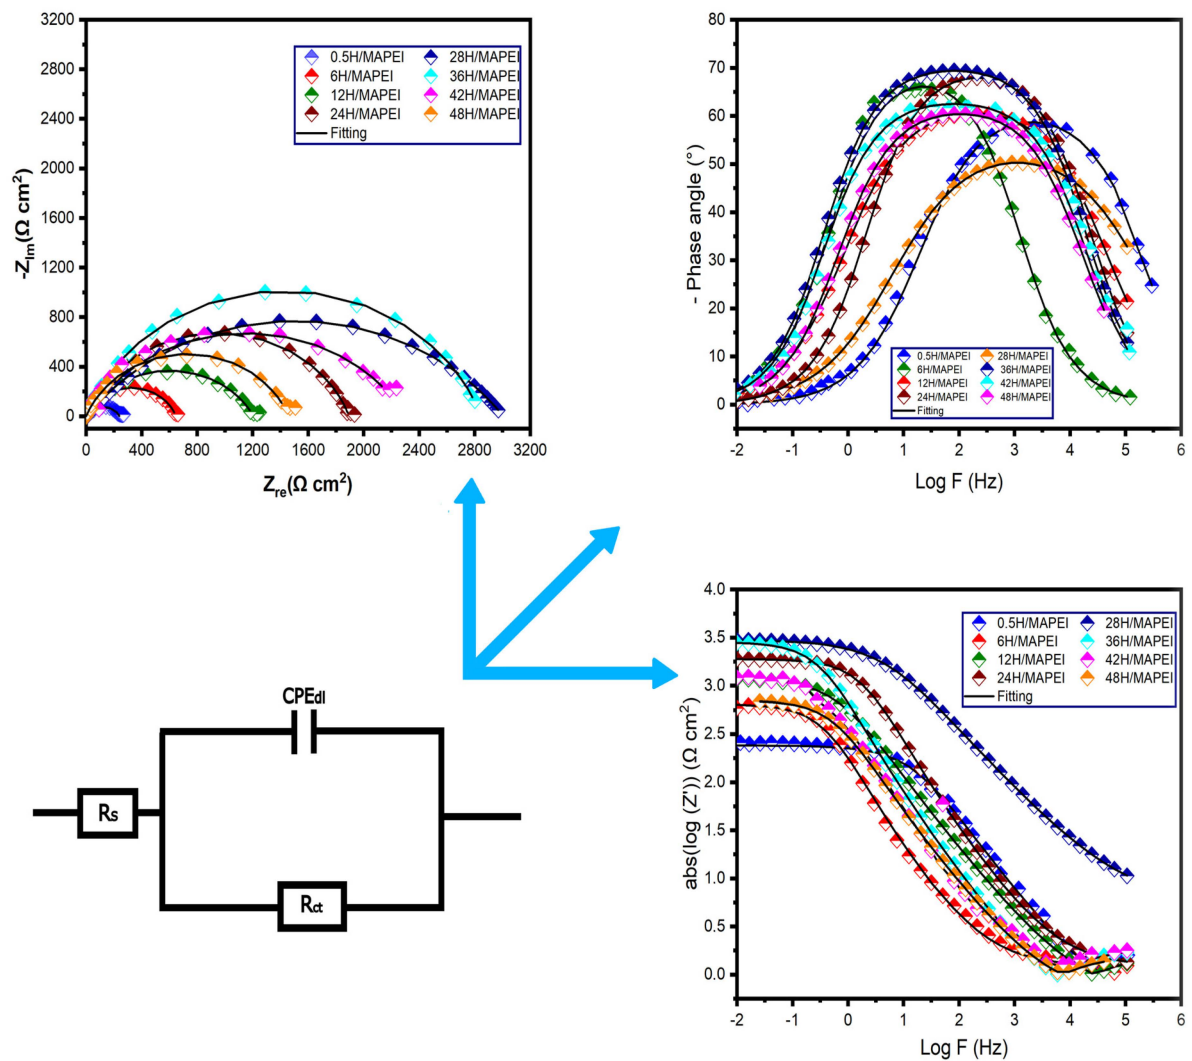 3200
2800
2400
2000
1600
1200
800
400
0
-Z_Im(Ω cm²)
0 400 800 1200 1600 2000 2400 2800 3200
Z_re(Ω cm²)
0.5H/MAPEI 28H/MAPEI
6H/MAPEI 36H/MAPEI
12H/MAPEI 42H/MAPEI
24H/MAPEI 48H/MAPEI
Fitting
80
70
60
50
40
30
20
10
0
- Phase angle (°)
-2 -1 0 1 2 3 4 5 6
Log F (Hz)
0.5H/MAPEI 28H/MAPEI
6H/MAPEI 36H/MAPEI
12H/MAPEI 42H/MAPEI
24H/MAPEI 48H/MAPEI
Fitting
CPEdl
Rs
Rct
4.0
3.5
3.0
2.5
2.0
1.5
1.0
0.5
0.0
abs(log (Z')) (Ω cm²)
-2 -1 0 1 2 3 4 5 6
Log F (Hz)
0.5H/MAPEI 28H/MAPEI
6H/MAPEI 36H/MAPEI
12H/MAPEI 42H/MAPEI
24H/MAPEI 48H/MAPEI
Fitting